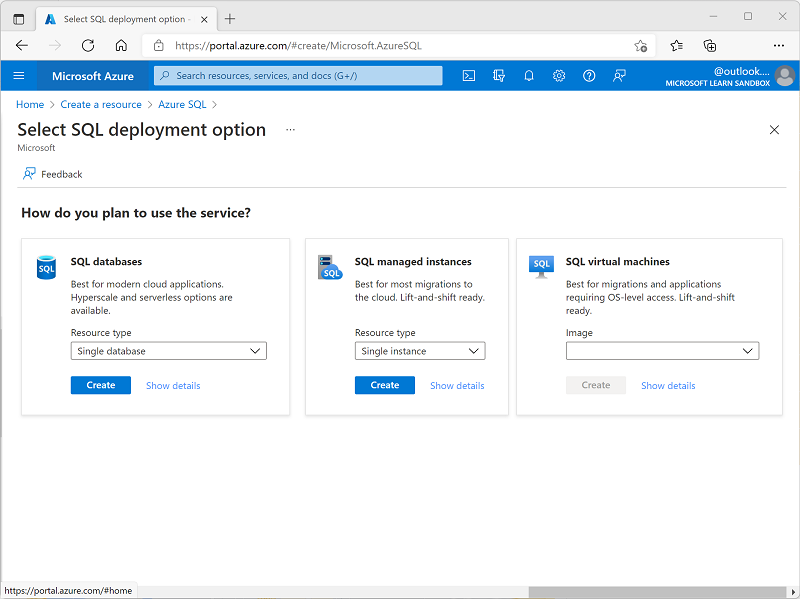 Select SQL deployment option -
https://portal.azure.com/#create/Microsoft.AzureSQL
Microsoft Azure
Search resources, services, and docs (G+/)
@outlook....
MICROSOFT LEARN SANDBOX
Home > Create a resource > Azure SQL >
Select SQL deployment option ...
Microsoft
Feedback
How do you plan to use the service?
SQL
SQL databases
Best for modern cloud applications.
Hyperscale and serverless options are
available.
Resource type
Single database
Create
Show details
SQL
SQL managed instances
Best for most migrations to
the cloud. Lift-and-shift ready.
Resource type
Single instance
Create
Show details
SQL
SQL virtual machines
Best for migrations and applications
requiring OS-level access. Lift-and-shift
ready.
Image
Create
Show details
https://portal.azure.com/#home